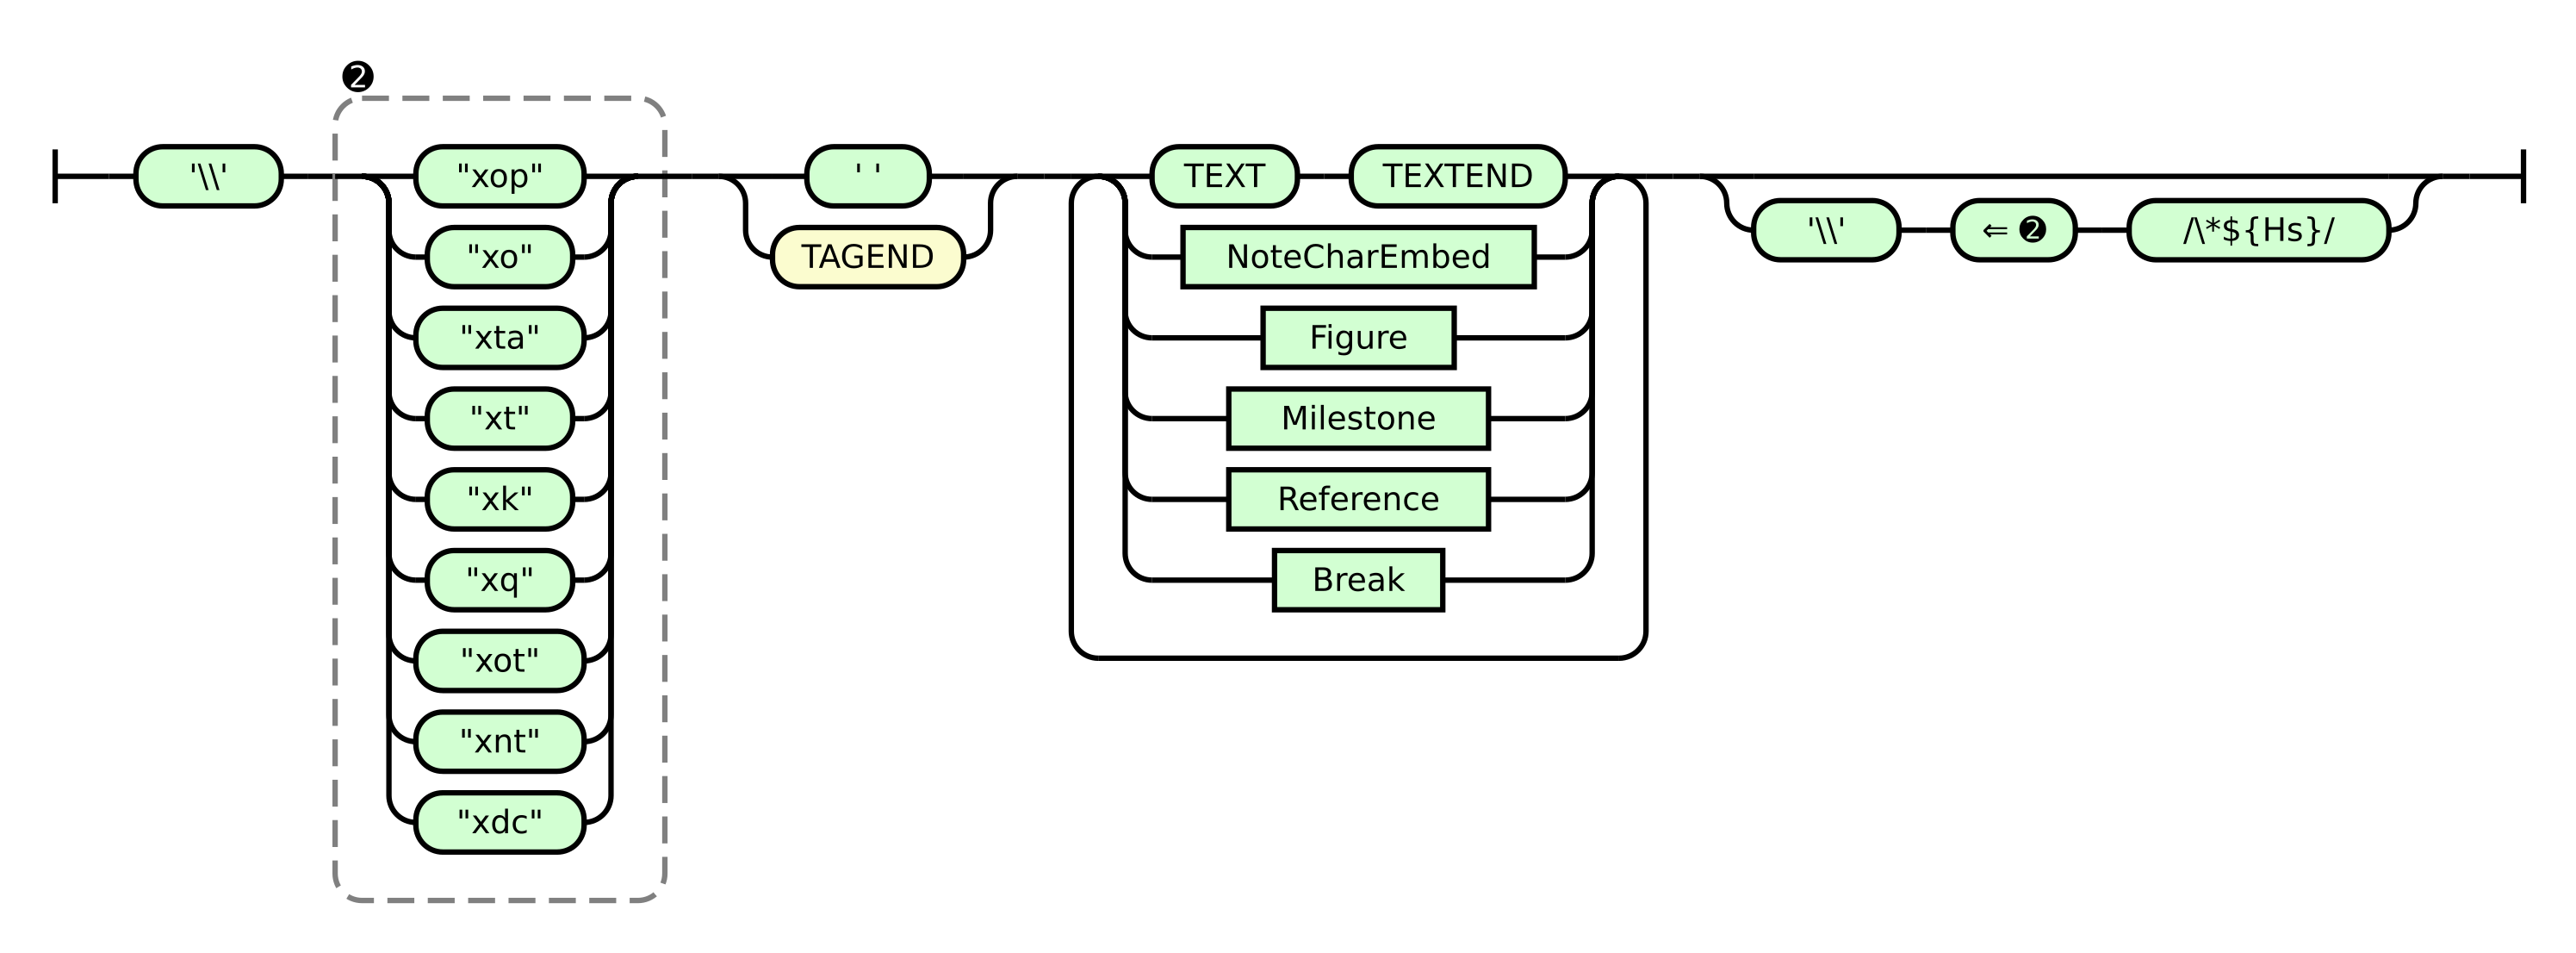 ❷
'\\' "xop" ' ' TEXT TEXTEND
'\\' ⇐ ❷ /\*${Hs}/
"xo" TAGEND NoteCharEmbed
"xta" Figure
"xt" Milestone
"xk" Reference
"xq" Break
"xot"
"xnt"
"xdc"